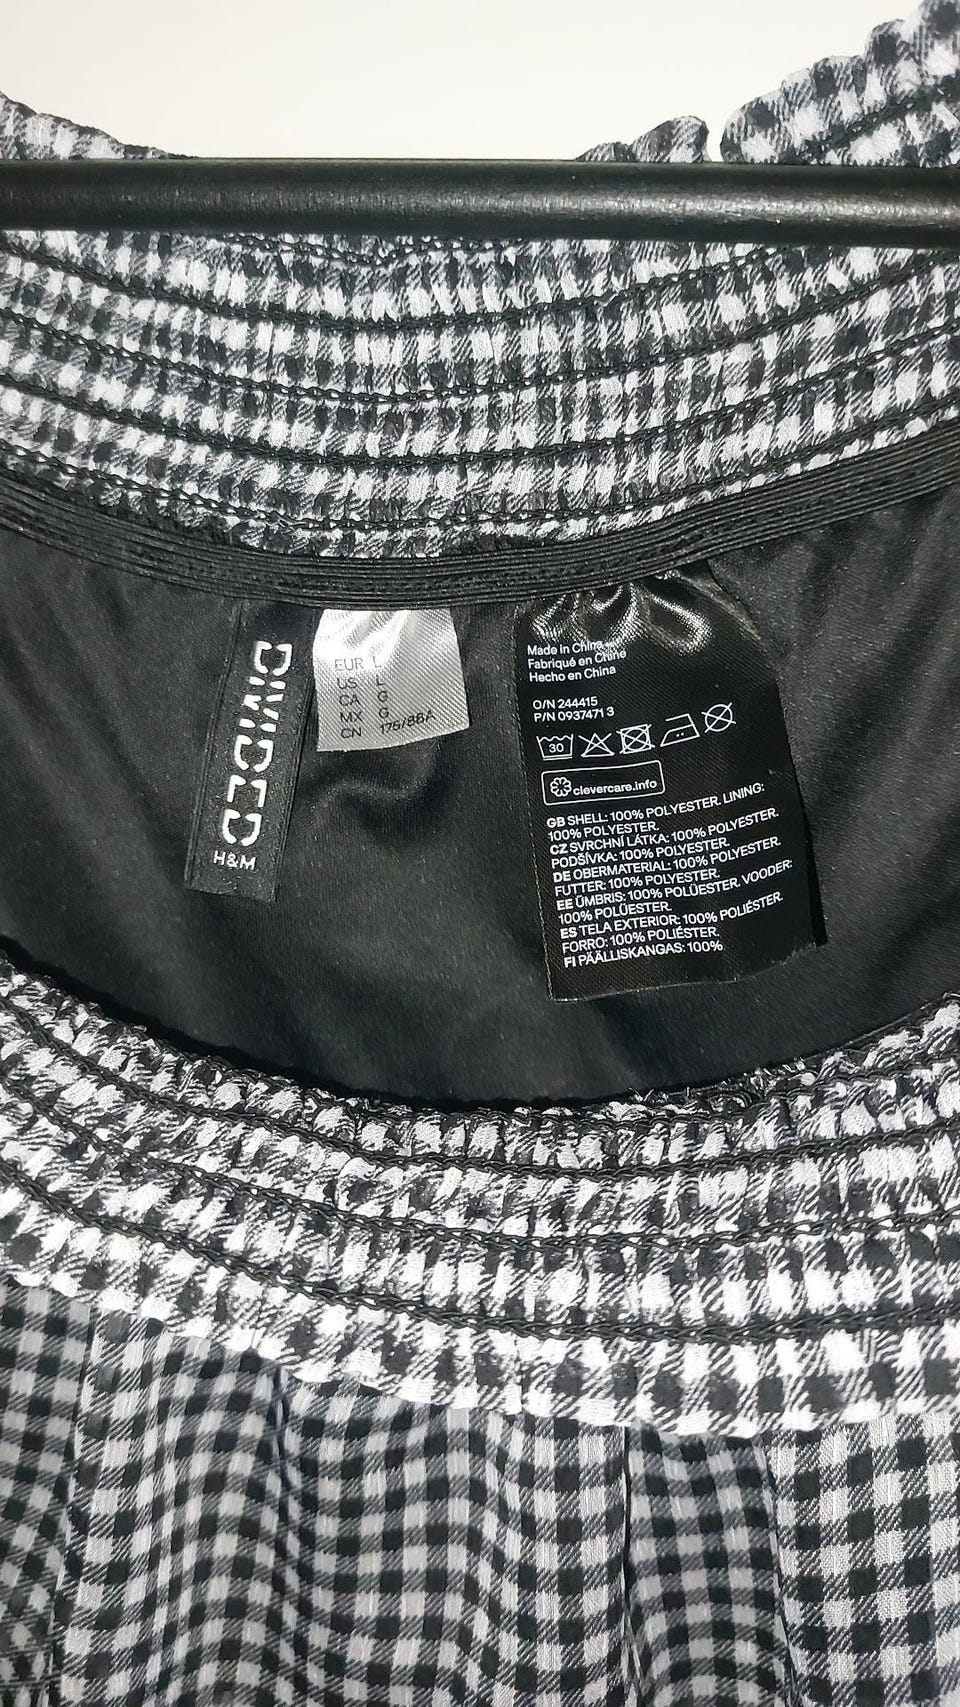 DIVIDED
H&M
EUR L
US L
CA G
MX G
CN 175/88A
Made in China
Fabriqué en Chine
Hecho en China
O/N 244415
P/N 0937471 3
30
clevercare.info
GB SHELL: 100% POLYESTER. LINING:
100% POLYESTER.
CZ SVRCHNÍ LÁTKA: 100% POLYESTER.
PODŠÍVKA: 100% POLYESTER.
DE OBERMATERIAL: 100% POLYESTER.
FUTTER: 100% POLYESTER.
EE ÜMBRIS: 100% POLÜESTER. VOODER:
100% POLÜESTER.
ES TELA EXTERIOR: 100% POLIÉSTER.
FORRO: 100% POLIÉSTER.
FI PÄÄLLISKANGAS: 100%